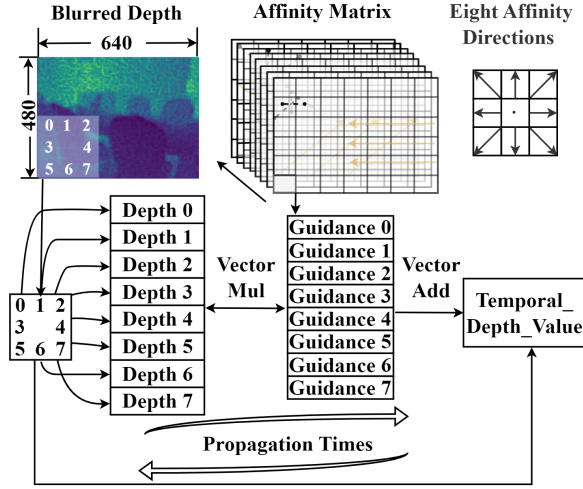 Blurred Depth
640
480
0 1 2
3 4
5 6 7
Affinity Matrix
Eight Affinity
Directions
0 1 2
3 4
5 6 7
Depth 0
Depth 1
Depth 2
Depth 3
Depth 4
Depth 5
Depth 6
Depth 7
Vector
Mul
Guidance 0
Guidance 1
Guidance 2
Guidance 3
Guidance 4
Guidance 5
Guidance 6
Guidance 7
Vector
Add
Temporal_
Depth_Value
Propagation Times